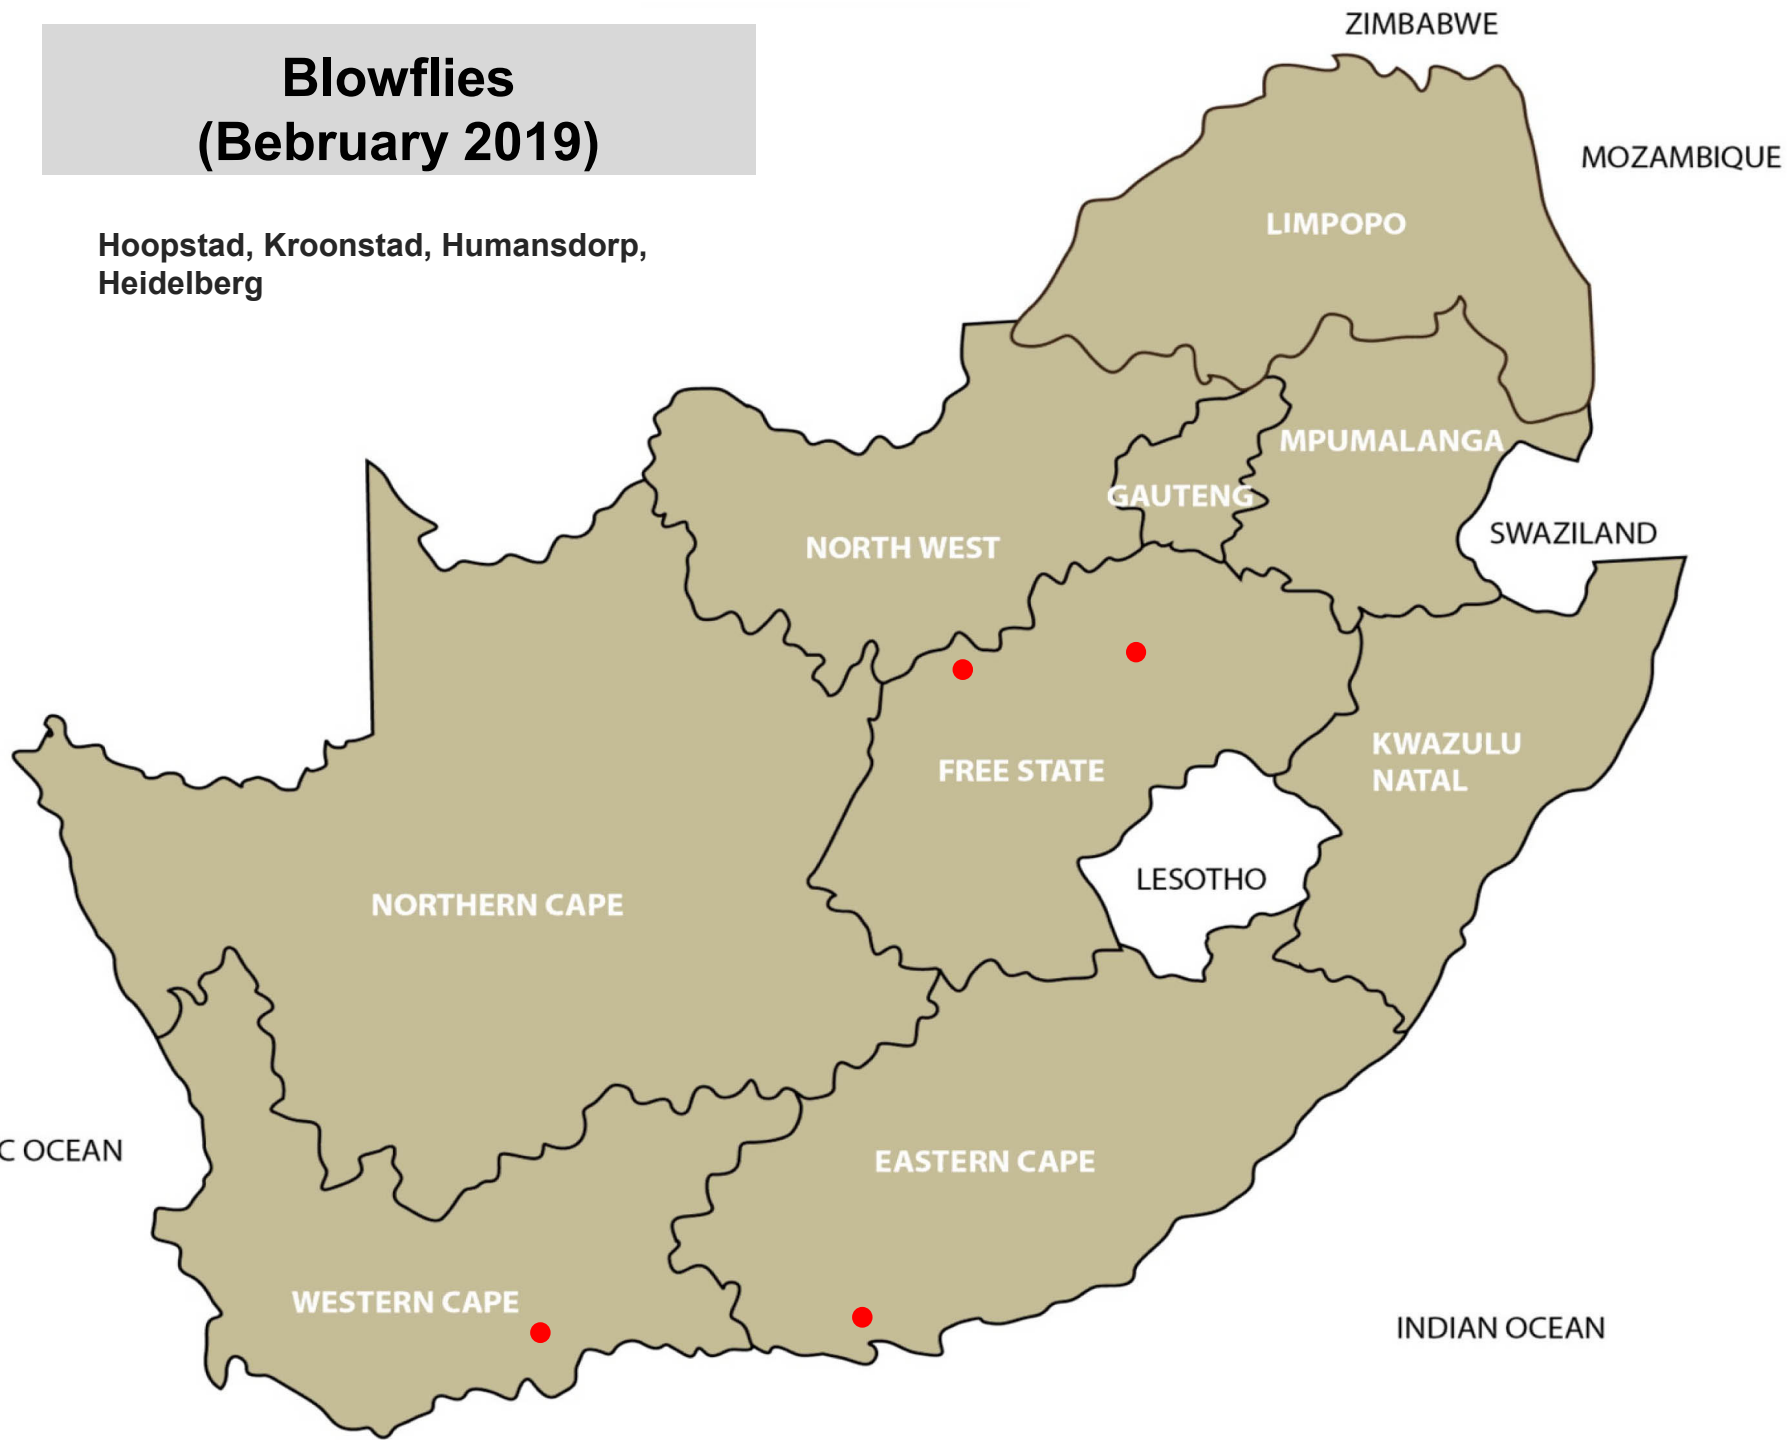 Blowflies
(Bebruary 2019)
Hoopstad, Kroonstad, Humansdorp,
Heidelberg
ZIMBABWE
MOZAMBIQUE
LIMPOPO
MPUMALANGA
GAUTENG
SWAZILAND
NORTH WEST
KWAZULU
NATAL
FREE STATE
LESOTHO
NORTHERN CAPE
C OCEAN
EASTERN CAPE
WESTERN CAPE
INDIAN OCEAN